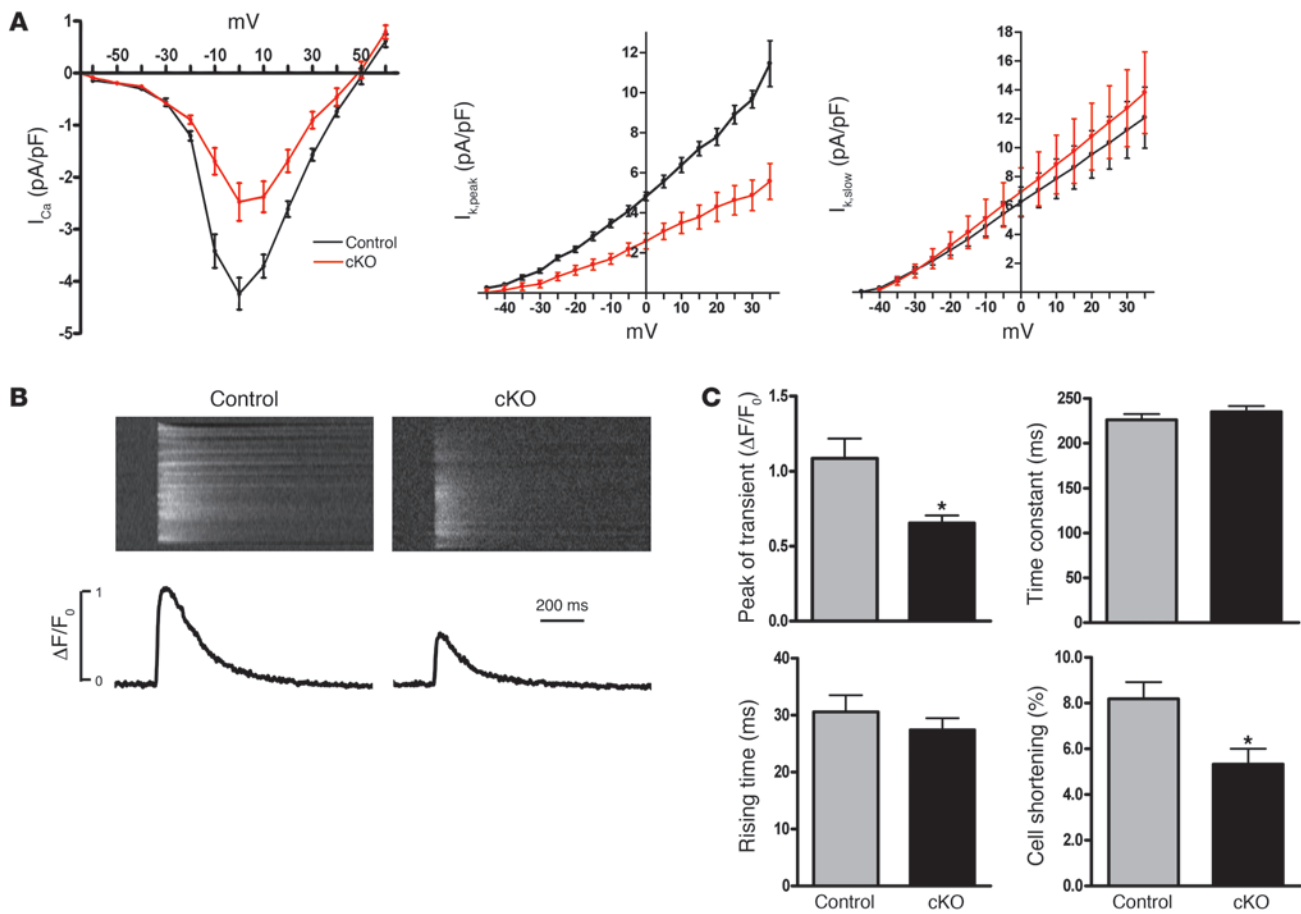 A
mV
1
0
-1
-2
-3
-4
-5
-50 -30 -10 10 30 50
I_Ca (pA/pF)
Control
cKO
I_k,peak (pA/pF)
12
10
8
6
4
2
-40 -30 -20 -10 0 10 20 30
mV
I_k,slow (pA/pF)
18
16
14
12
10
8
6
4
2
-40 -30 -20 -10 0 10 20 30
mV
B
Control cKO
ΔF/F_0
1
0
200 ms
C
Peak of transient (ΔF/F_0)
1.5
1.0
0.5
0.0
*
Time constant (ms)
250
200
150
100
50
0
Rising time (ms)
40
30
20
10
0
Control cKO
Cell shortening (%)
10.0
8.0
6.0
4.0
2.0
0.0
*
Control cKO